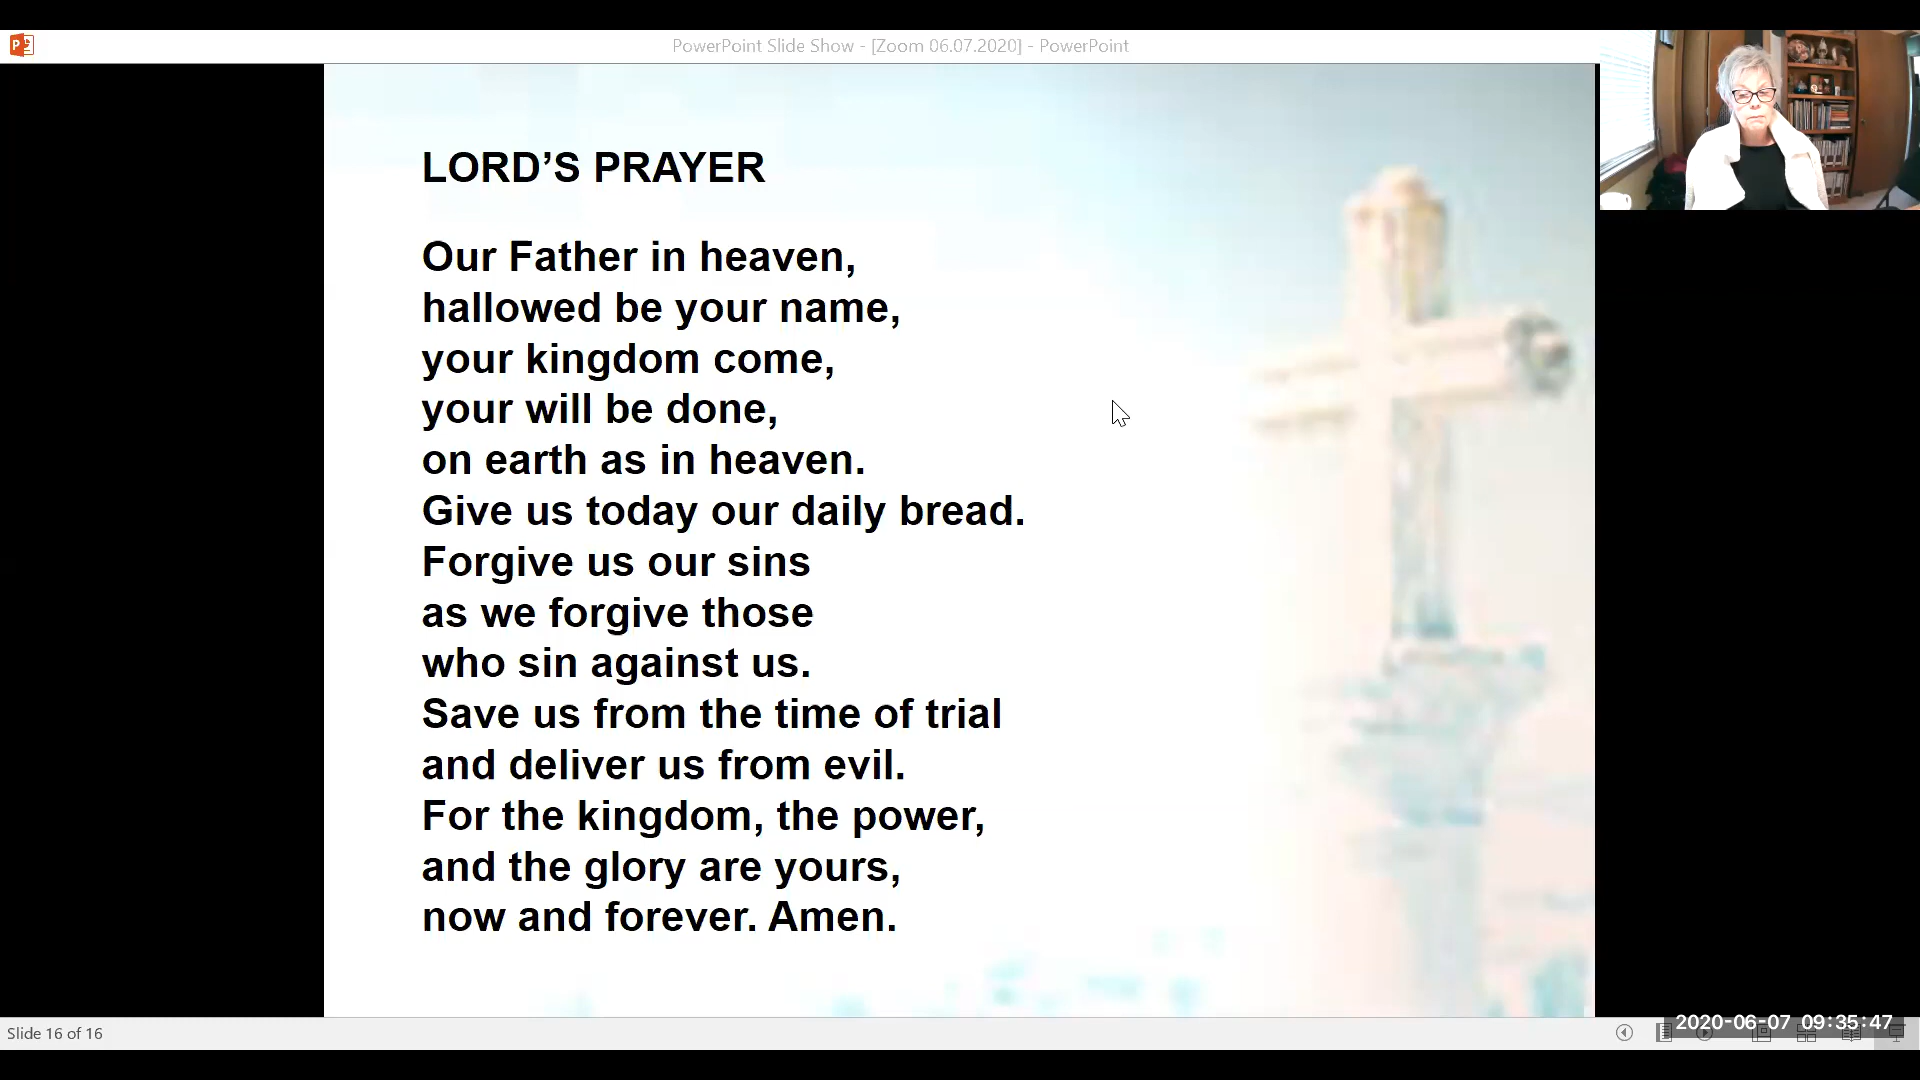 PowerPoint Slide Show - [Zoom 06.07.2020] - PowerPoint
LORD’S PRAYER
Our Father in heaven,
hallowed be your name,
your kingdom come,
your will be done,
on earth as in heaven.
Give us today our daily bread.
Forgive us our sins
as we forgive those
who sin against us.
Save us from the time of trial
and deliver us from evil.
For the kingdom, the power,
and the glory are yours,
now and forever. Amen.
Slide 16 of 16
2020-06-07 09:35:47